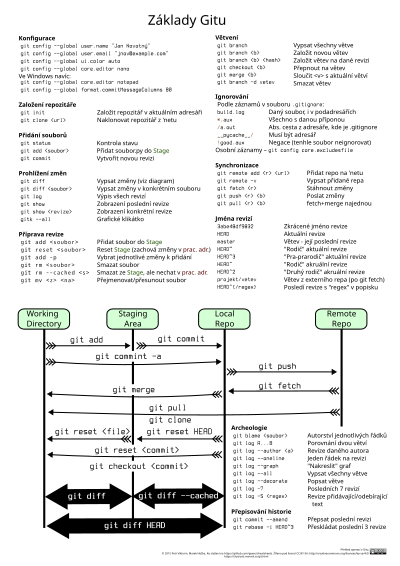 Základy Gitu
Konfigurace
git config --global user.name "Jan Novotný"
git config --global user.email "jnov@example.com"
git config --global ui.color auto
git config --global core.editor nano
Ve Windows navíc:
git config --global core.editor notepad
git config --global format.commitMessageColumns 80
Založení repozitáře
git init Založit repozitář v aktuálním adresáři
git clone (url) Naklonovat repozitář z 'netu
Přidání souborů
git status Kontrola stavu
git add <soubor> Přidat soubor/y do Stage
git commit Vytvořit novou revizi
Prohlížení změn
git diff Vypsat změny (viz diagram)
git diff (soubor) Vypsat změny v konkrétním souboru
git log Výpis všech revizí
git show Zobrazení poslední revize
git show (revize) Zobrazení konkrétní revize
gitk --all Grafické klikátko
Příprava revize
git add <soubor> Přidat soubor do Stage
git reset <soubor> Reset Stage (zachová změny v prac. adr.)
git add -p Vybrat jednotlivé změny k přidání
git rm <soubor> Smazat soubor
git rm --cached <s> Smazat ze Stage, ale nechat v prac. adr.
git mv <z> <na> Přejmenovat/přesunout soubor
Větvení
git branch Vypsat všechny větve
git branch (b) Založit novou větev
git branch (b) (hash) Založit větev na dané revizi
git checkout (b) Přepnout na větev
git merge (b) Sloučit <v> s aktuální větví
git branch -d větev Smazat větev
Ignorování
Podle záznamů v souboru .gitignore:
build.log Daný soubor, i v podadresářích
*.aux Všechno s danou příponou
/a.out Abs. cesta z adresáře, kde je .gitignore
__pycache__/ Musí být adresář
!good.aux Negace (tenhle soubor neignorovat)
Osobní záznamy – git config core.excludesfile
Synchronizace
git remote add (r) (url) Přidat repo na 'netu
git remote -v Vypsat přidané repa
git fetch (r) Stáhnout změny
git push (r) (b) Poslat změny
git pull (r) (b) fetch+merge najednou
Jména revizí
3abe48df9832 Zkrácené jméno revize
HEAD Aktuální revize
master Větev - její poslední revize
HEAD^ "Rodič" aktuální revize
HEAD~3 "Pra-prarodič" aktuální revize
HEAD^ "Rodič" aktuální revize
HEAD^2 "Druhý rodič" aktuální revize
projekt/větev Větev z externího repa (po git fetch)
HEAD^{/regex} Poslední revize s "regex" v popisku
Working Directory
Staging Area
Local Repo
Remote Repo
git add
git commit
git commint -a
git push
git merge
git fetch
git pull
git clone
git reset <file>
git reset HEAD
git reset <commit>
git checkout (commit)
git diff
git diff --cached
git diff HEAD
Archeologie
git blame (soubor) Autorství jednotlivých řádků
git log A...B Porovnání dvou větví
git log --author (a) Revize daného autora
git log --oneline Jeden řádek na revizi
git log --graph "Nakreslit" graf
git log --all Vypsat všechny větve
git log --decorate Popsat větve
git log -7 Posledních 7 revizí
git log -S (regex) Revize přidávající/odebírající
text
Přepisování historie
git commit --amend Přepsat poslední revizi
git rebase -i HEAD~3 Přeskládat poslední 3 revize